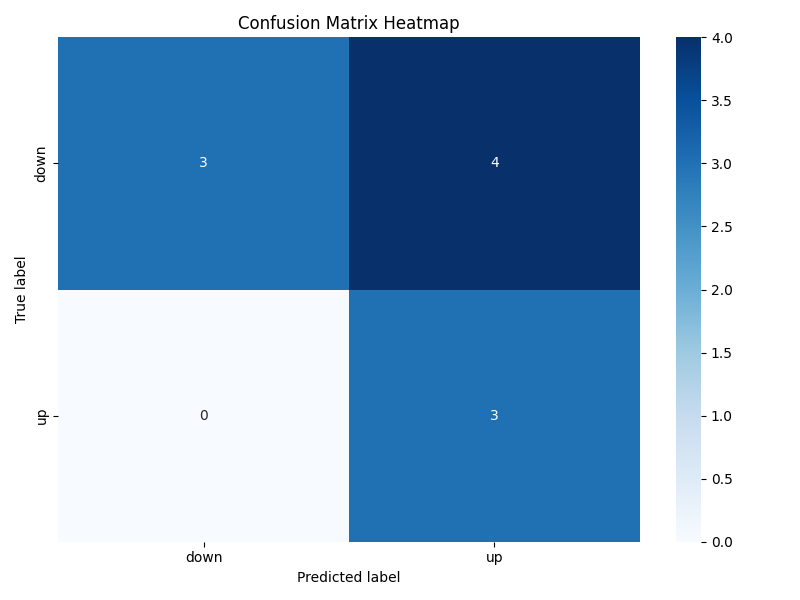 Confusion Matrix Heatmap
4.0
3.5
3.0
2.5
2.0
1.5
1.0
0.5
0.0
down
3
4
True label
up
0
3
down
up
Predicted label